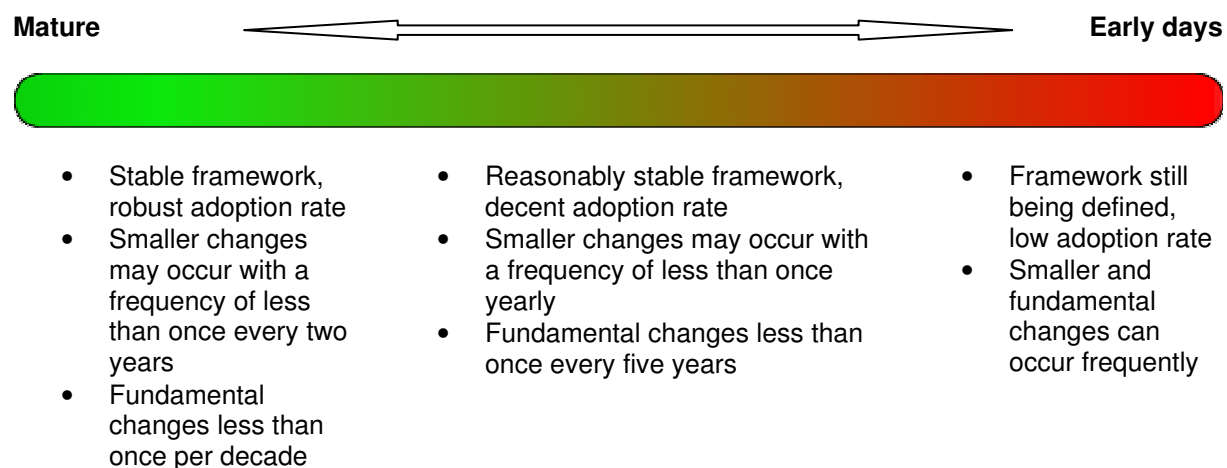 Mature
Early days
• Stable framework,
robust adoption rate
• Smaller changes
may occur with a
frequency of less
than once every two
years
• Fundamental
changes less than
once per decade
• Reasonably stable framework,
decent adoption rate
• Smaller changes may occur with
a frequency of less than once
yearly
• Fundamental changes less than
once every five years
• Framework still
being defined,
low adoption rate
• Smaller and
fundamental
changes can
occur frequently